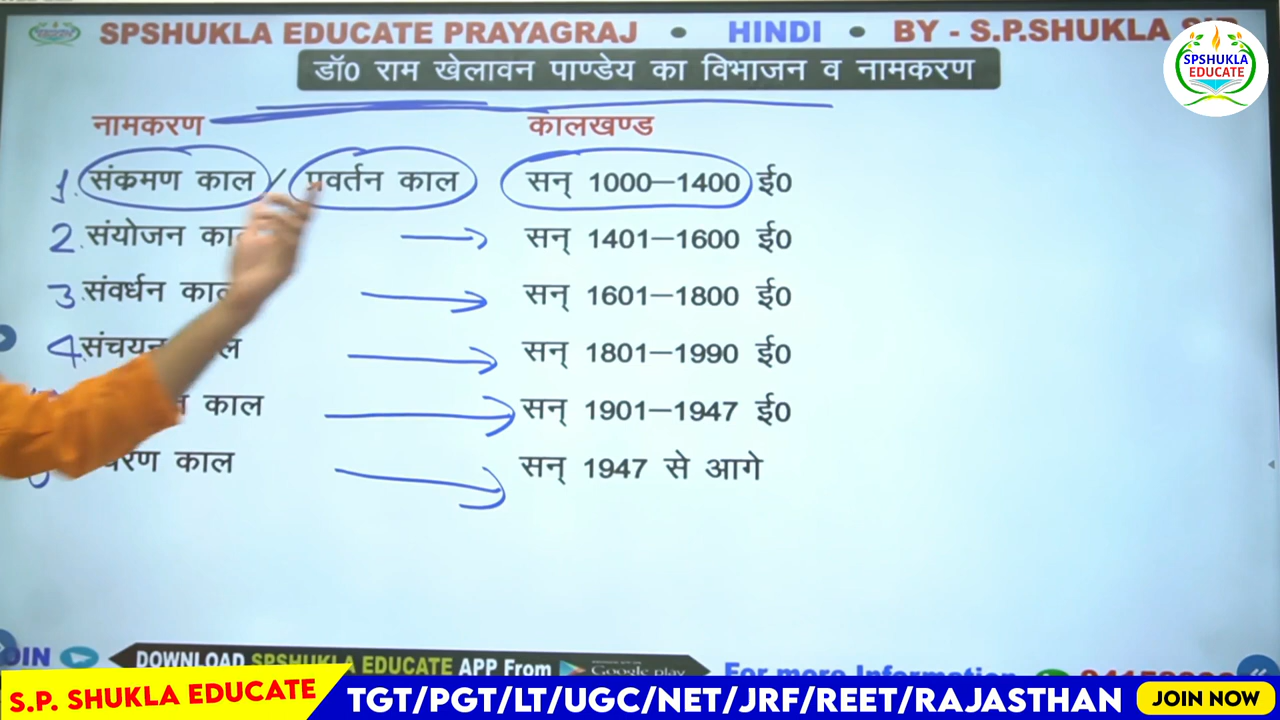 SPSHUKLA EDUCATE PRAYAGRAJ • HINDI • BY - S.P.SHUKLA
SPSHUKLA EDUCATE
डॉ0 राम खेलावन पाण्डेय का विभाजन व नामकरण
नामकरण कालखण्ड
1. संक्रमण काल / प्रवर्तन काल सन् 1000–1400 ई0
2. संयोजन सन् 1401–1600 ई0
3. संवर्धन काल सन् 1601–1800 ई0
4. सन् 1801–1990 ई0
काल सन् 1901–1947 ई0
काल सन् 1947 से आगे
DOWNLOAD SPSHUKLA EDUCATE APP From Google play
For more Information
S.P. SHUKLA EDUCATE
TGT/PGT/LT/UGC/NET/JRF/REET/RAJASTHAN
JOIN NOW